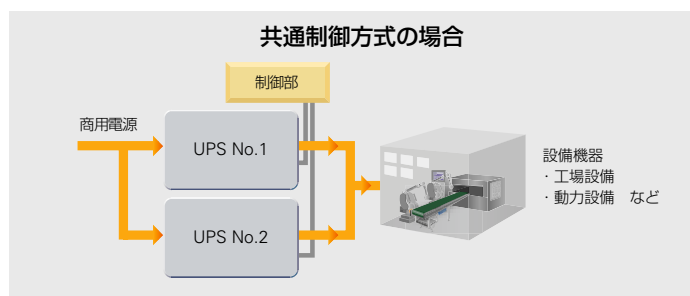 共通制御方式の場合
制御部
商用電源
UPS No.1
UPS No.2
設備機器
・工場設備
・動力設備　など